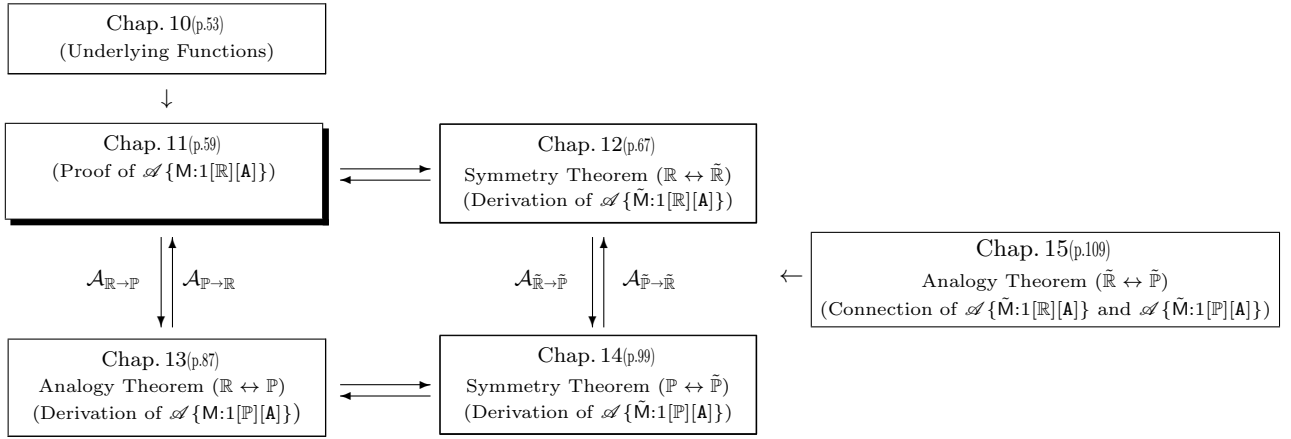 Chap. 10(p.53)
(Underlying Functions)
↓
Chap. 11(p.59)
(Proof of 𝒜{M:1[ℝ][A]})
Chap. 12(p.67)
Symmetry Theorem (ℝ ↔ ℝ̃)
(Derivation of 𝒜{M̃:1[ℝ][A]})
𝒜ℝ→ℙ 𝒜ℙ→ℝ
𝒜ℝ̃→ℙ̃ 𝒜ℙ̃→ℝ̃
←
Chap. 15(p.109)
Analogy Theorem (ℝ̃ ↔ ℙ̃)
(Connection of 𝒜{M̃:1[ℝ][A]} and 𝒜{M̃:1[ℙ][A]})
Chap. 13(p.87)
Analogy Theorem (ℝ ↔ ℙ)
(Derivation of 𝒜{M:1[ℙ][A]})
Chap. 14(p.99)
Symmetry Theorem (ℙ ↔ ℙ̃)
(Derivation of 𝒜{M̃:1[ℙ][A]})